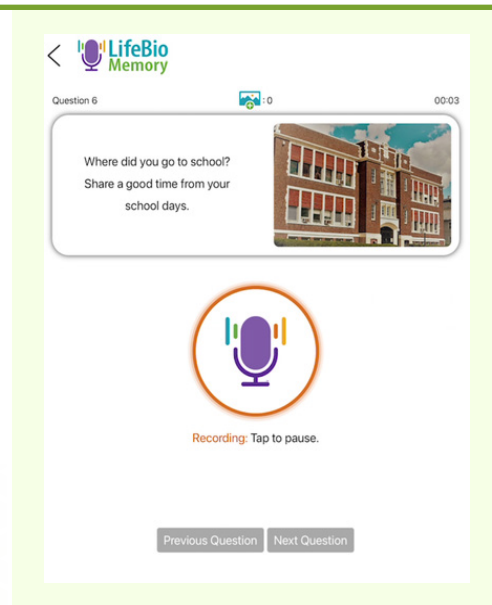 LifeBio
Memory
Question 6
: 0
00:03
Where did you go to school?
Share a good time from your
school days.
Recording: Tap to pause.
Previous Question
Next Question